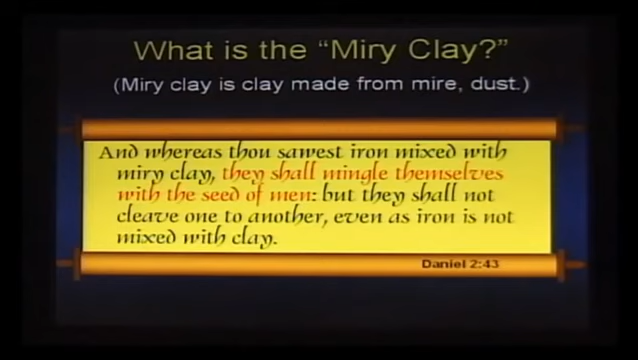 What is the "Miry Clay?"
(Miry clay is clay made from mire, dust.)
And whereas thou sawest iron mixed with
miry clay, they shall mingle themselves
with the seed of men: but they shall not
cleave one to another, even as iron is not
mixed with clay.
Daniel 2:43